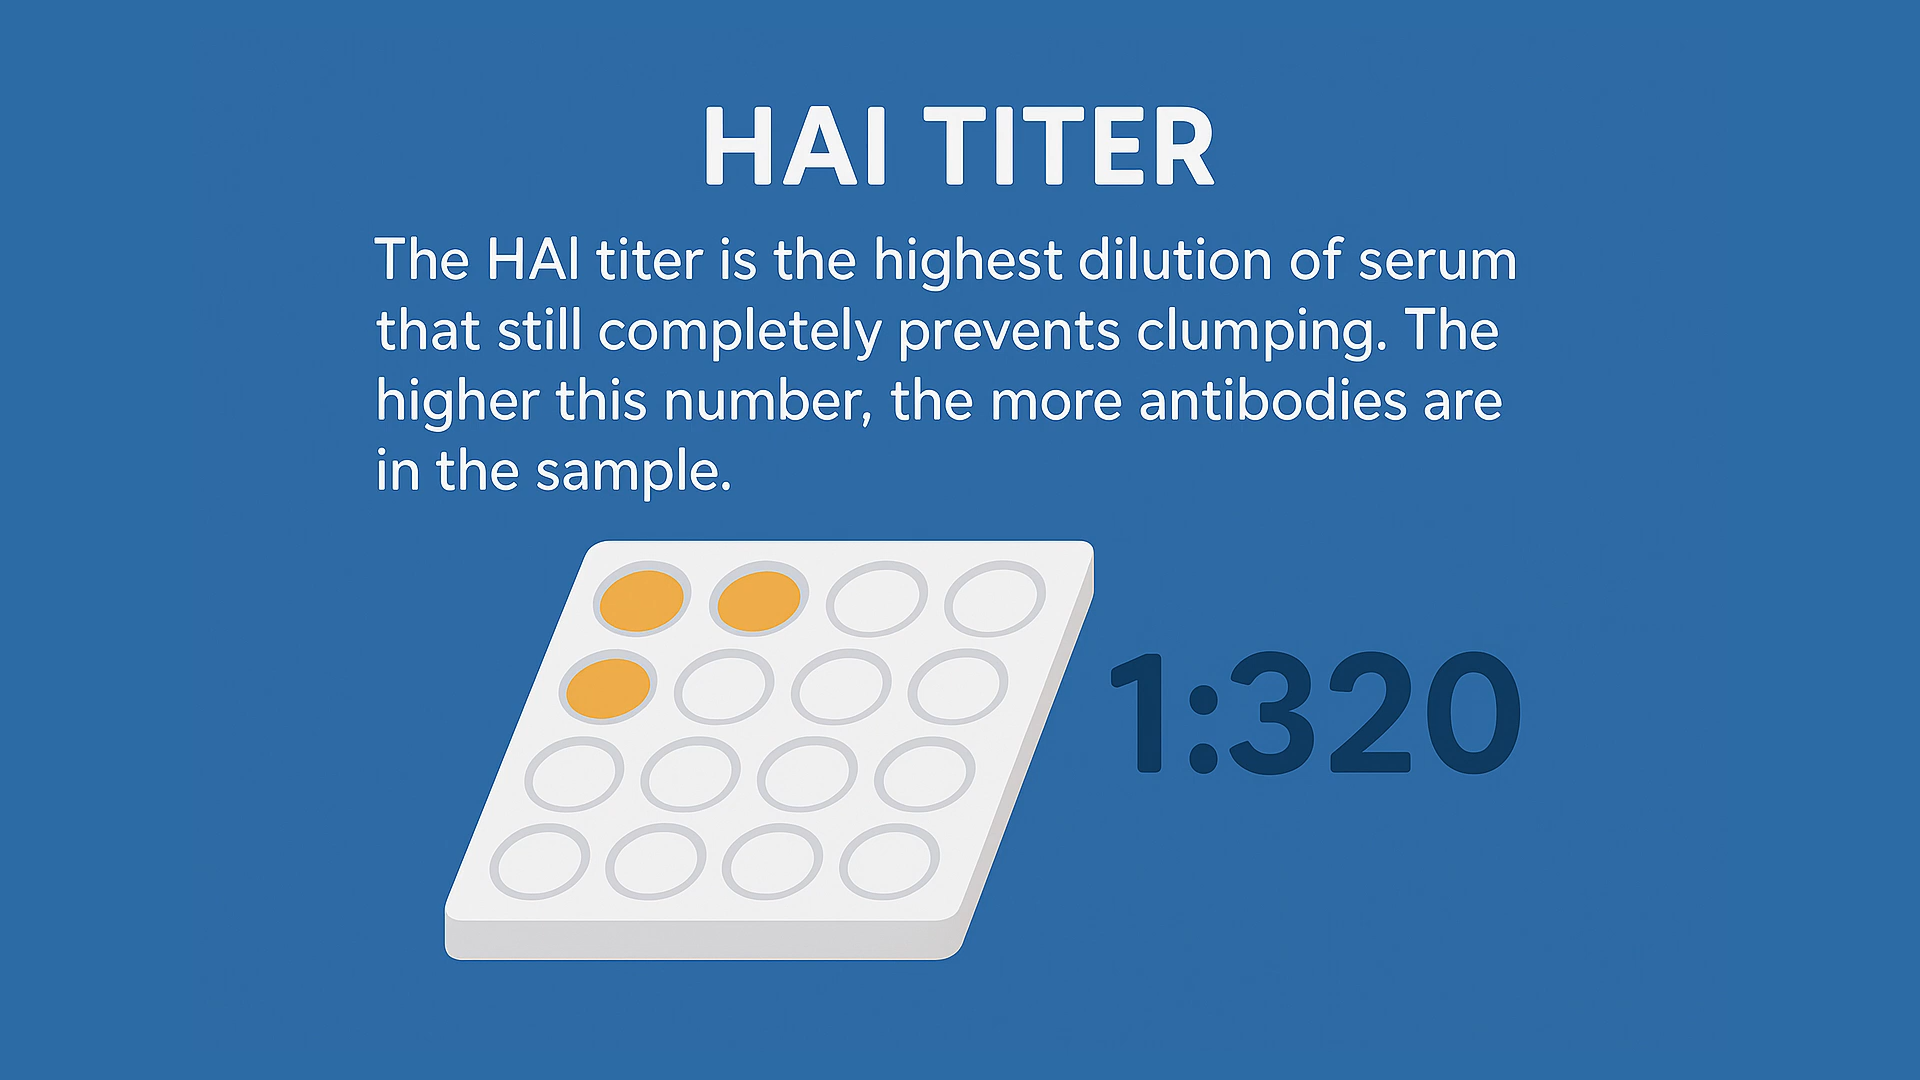 HAI TITER
The HAI titer is the highest dilution of serum
that still completely prevents clumping. The
higher this number, the more antibodies are
in the sample.
1:320